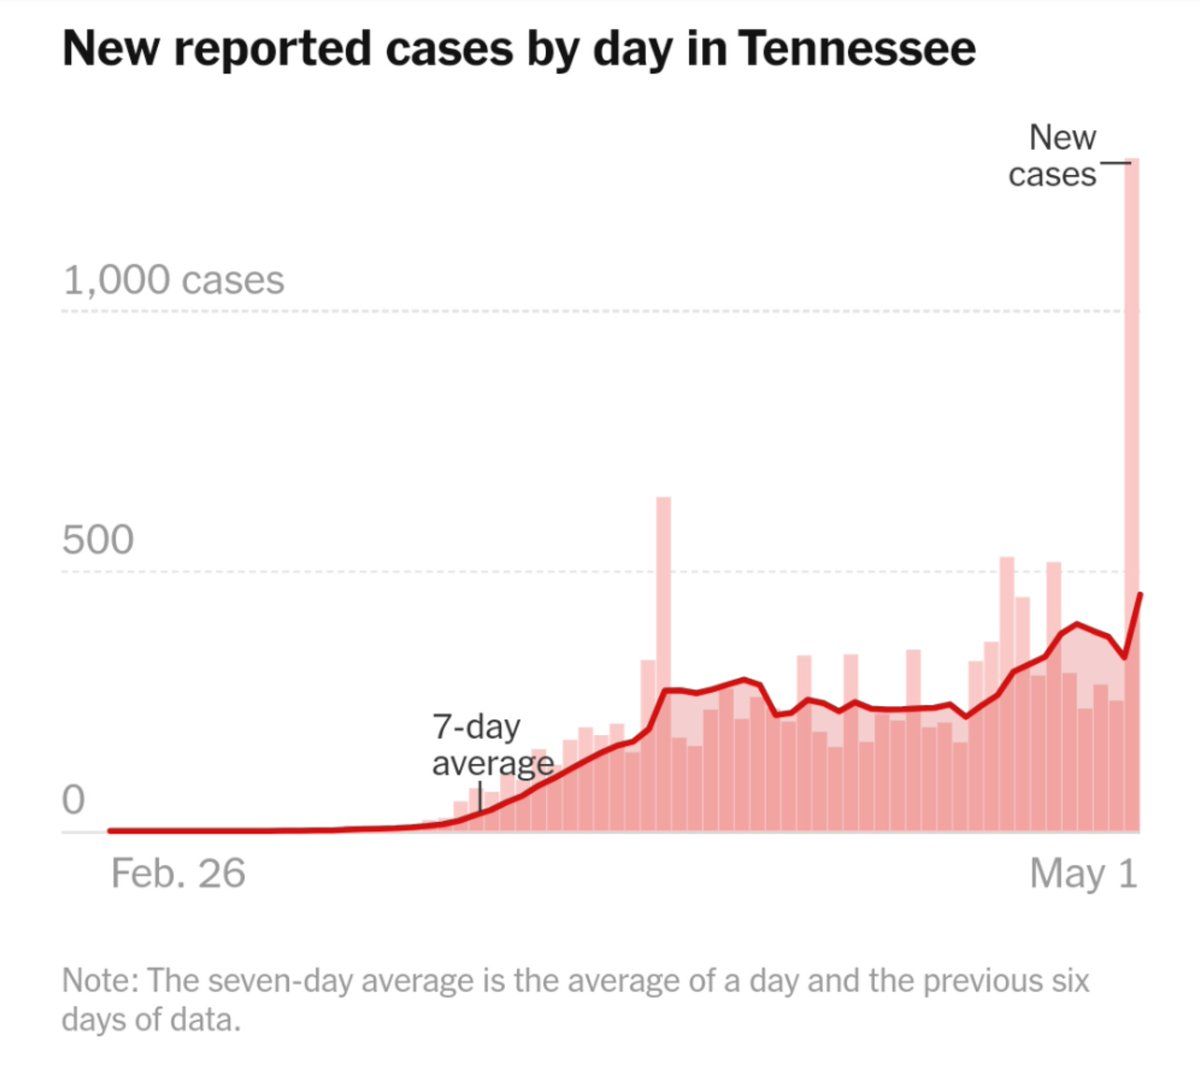 New reported cases by day in Tennessee
New
cases
1,000 cases
500
7-day
average
0
Feb. 26
May 1
Note: The seven-day average is the average of a day and the previous six
days of data.